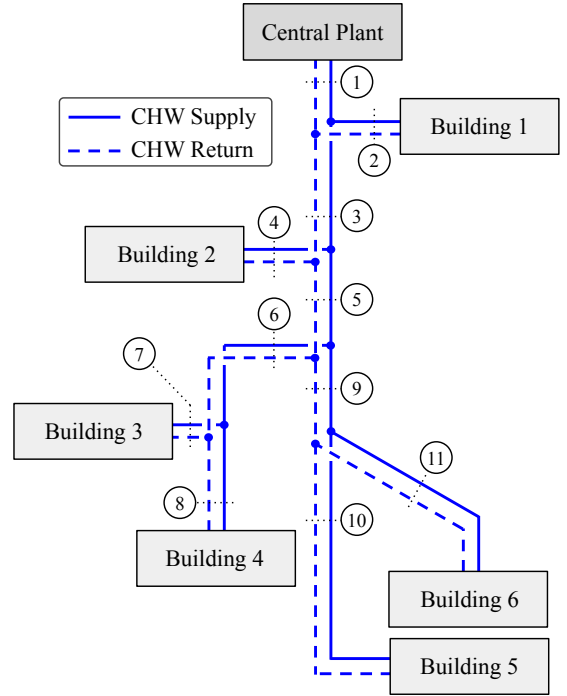 Central Plant
1
CHW Supply
CHW Return
Building 1
2
3
4
Building 2
5
6
7
9
Building 3
11
8
10
Building 4
Building 6
Building 5